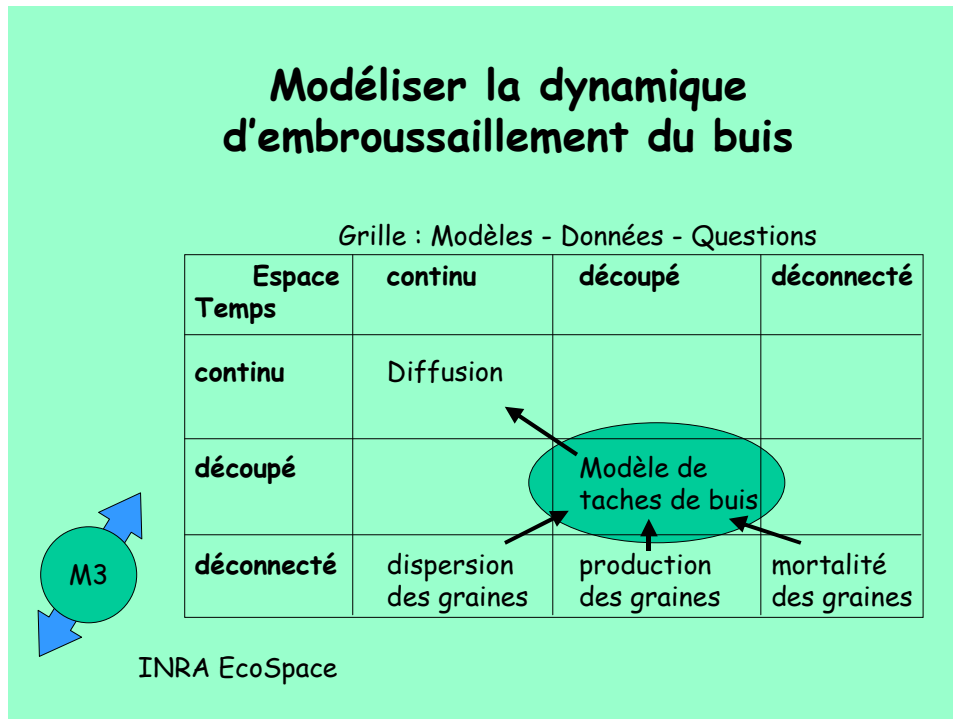 Modéliser la dynamique
d'embroussaillement du buis
Grille : Modèles - Données - Questions
Espace continu découpé déconnecté
Temps
continu Diffusion
découpé Modèle de
taches de buis
déconnecté dispersion production mortalité
des graines des graines des graines
M3
INRA EcoSpace